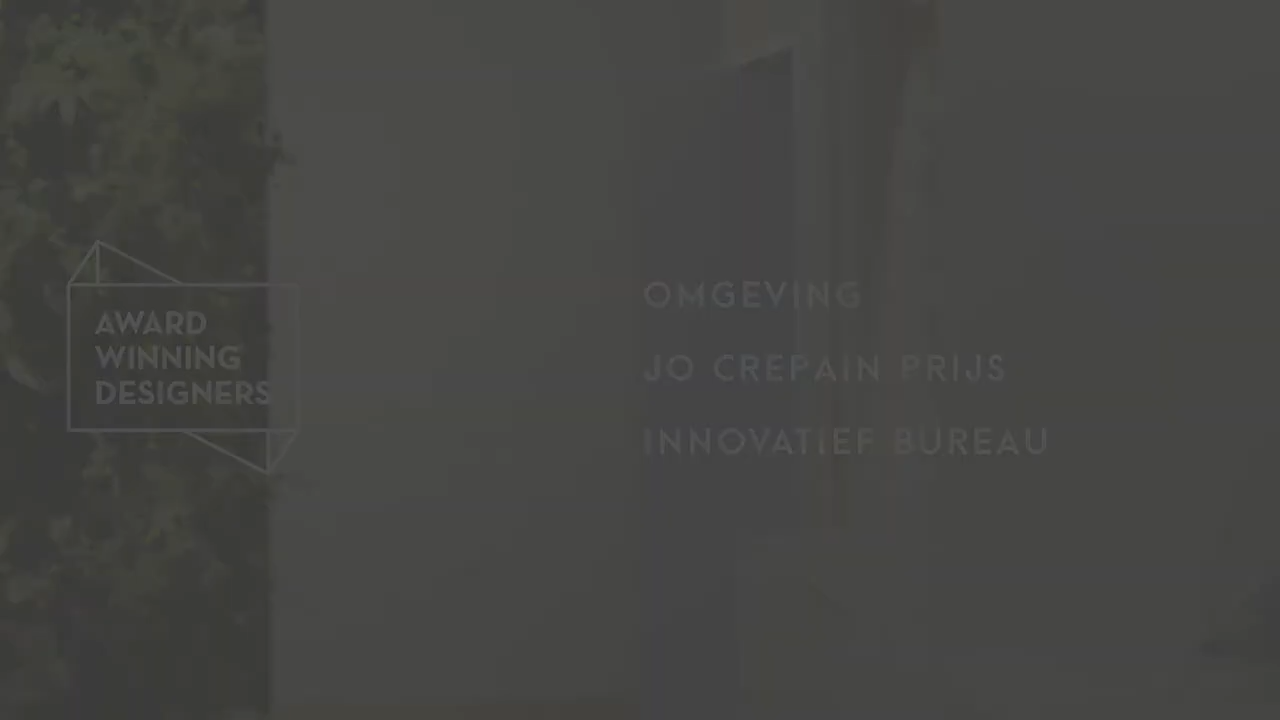 AWARD
WINNING
DESIGNERS
OMGEVING
JO CREPAIN PRIJS
INNOVATIEF BUREAU